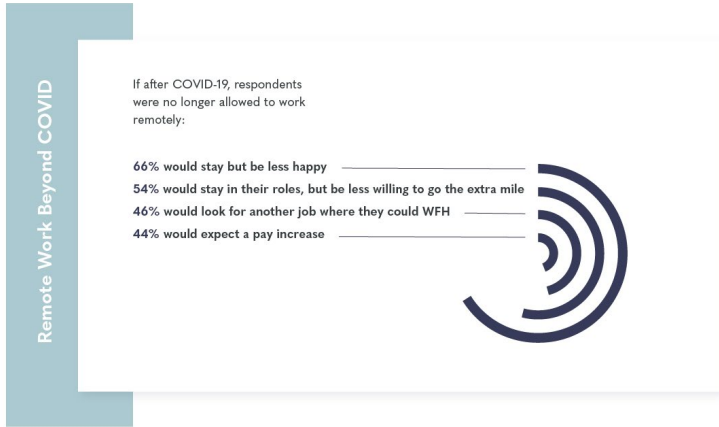 Remote Work Beyond COVID
If after COVID-19, respondents
were no longer allowed to work
remotely:
66% would stay but be less happy
54% would stay in their roles, but be less willing to go the extra mile
46% would look for another job where they could WFH
44% would expect a pay increase